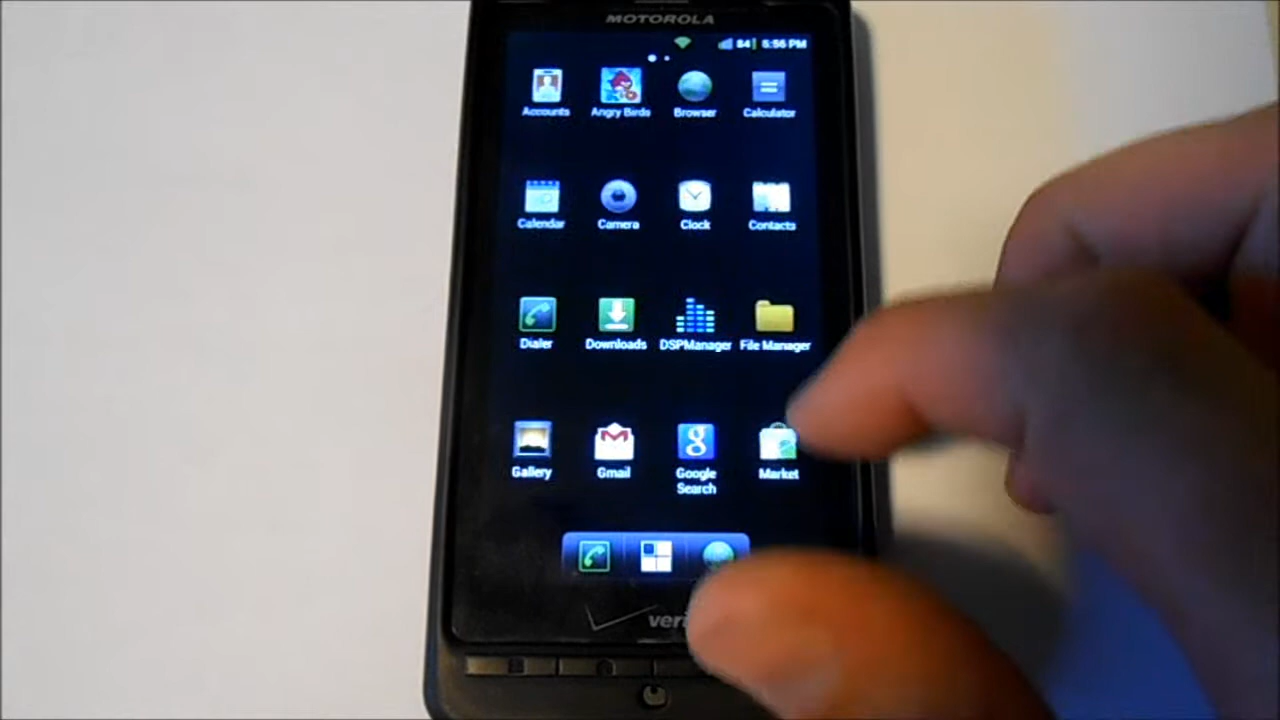 MOTOROLA
84 5:56 PM
Accounts Angry Birds Browser Calculator
Calendar Camera Clock Contacts
Dialer Downloads DSPManager File Manager
Gallery Gmail Google Search Market
veri